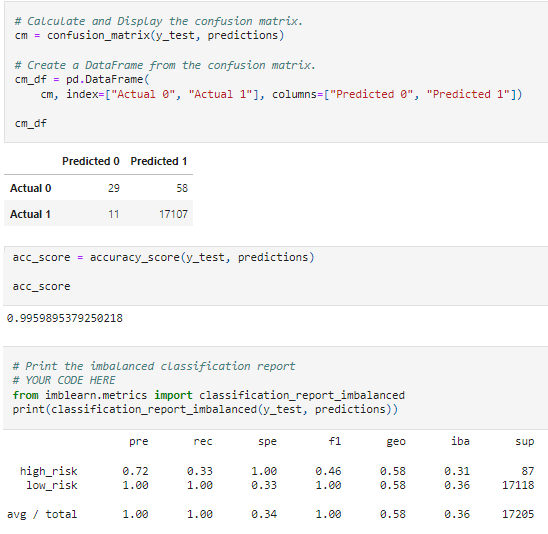 # Calculate and Display the confusion matrix.
cm = confusion_matrix(y_test, predictions)
# Create a DataFrame from the confusion matrix.
cm_df = pd.DataFrame(
cm, index=["Actual 0", "Actual 1"], columns=["Predicted 0", "Predicted 1"])
cm_df
Predicted 0 Predicted 1
Actual 0 29 58
Actual 1 11 17107
acc_score = accuracy_score(y_test, predictions)
acc_score
0.9959895379250218
# Print the imbalanced classification report
# YOUR CODE HERE
from imblearn.metrics import classification_report_imbalanced
print(classification_report_imbalanced(y_test, predictions))
pre rec spe f1 geo iba sup
high_risk 0.72 0.33 1.00 0.46 0.58 0.31 87
low_risk 1.00 1.00 0.33 1.00 0.58 0.36 17118
avg / total 1.00 1.00 0.34 1.00 0.58 0.36 17205